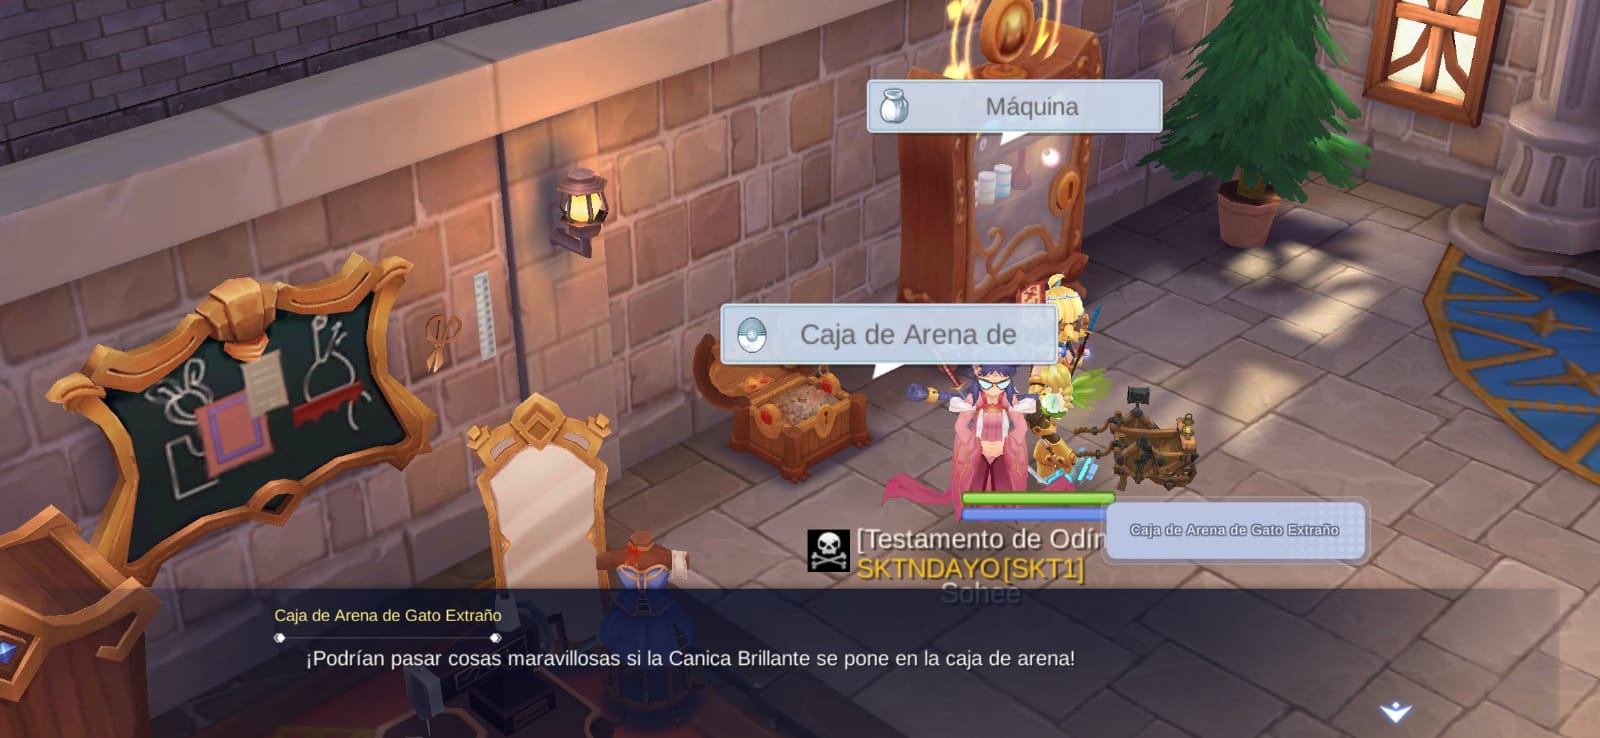 Máquina
Caja de Arena de
[Testamento de Odín
SKTNDAYO[SKT1]
Sohee
Caja de Arena de Gato Extraño
Caja de Arena de Gato Extraño
¡Podrían pasar cosas maravillosas si la Canica Brillante se pone en la caja de arena!